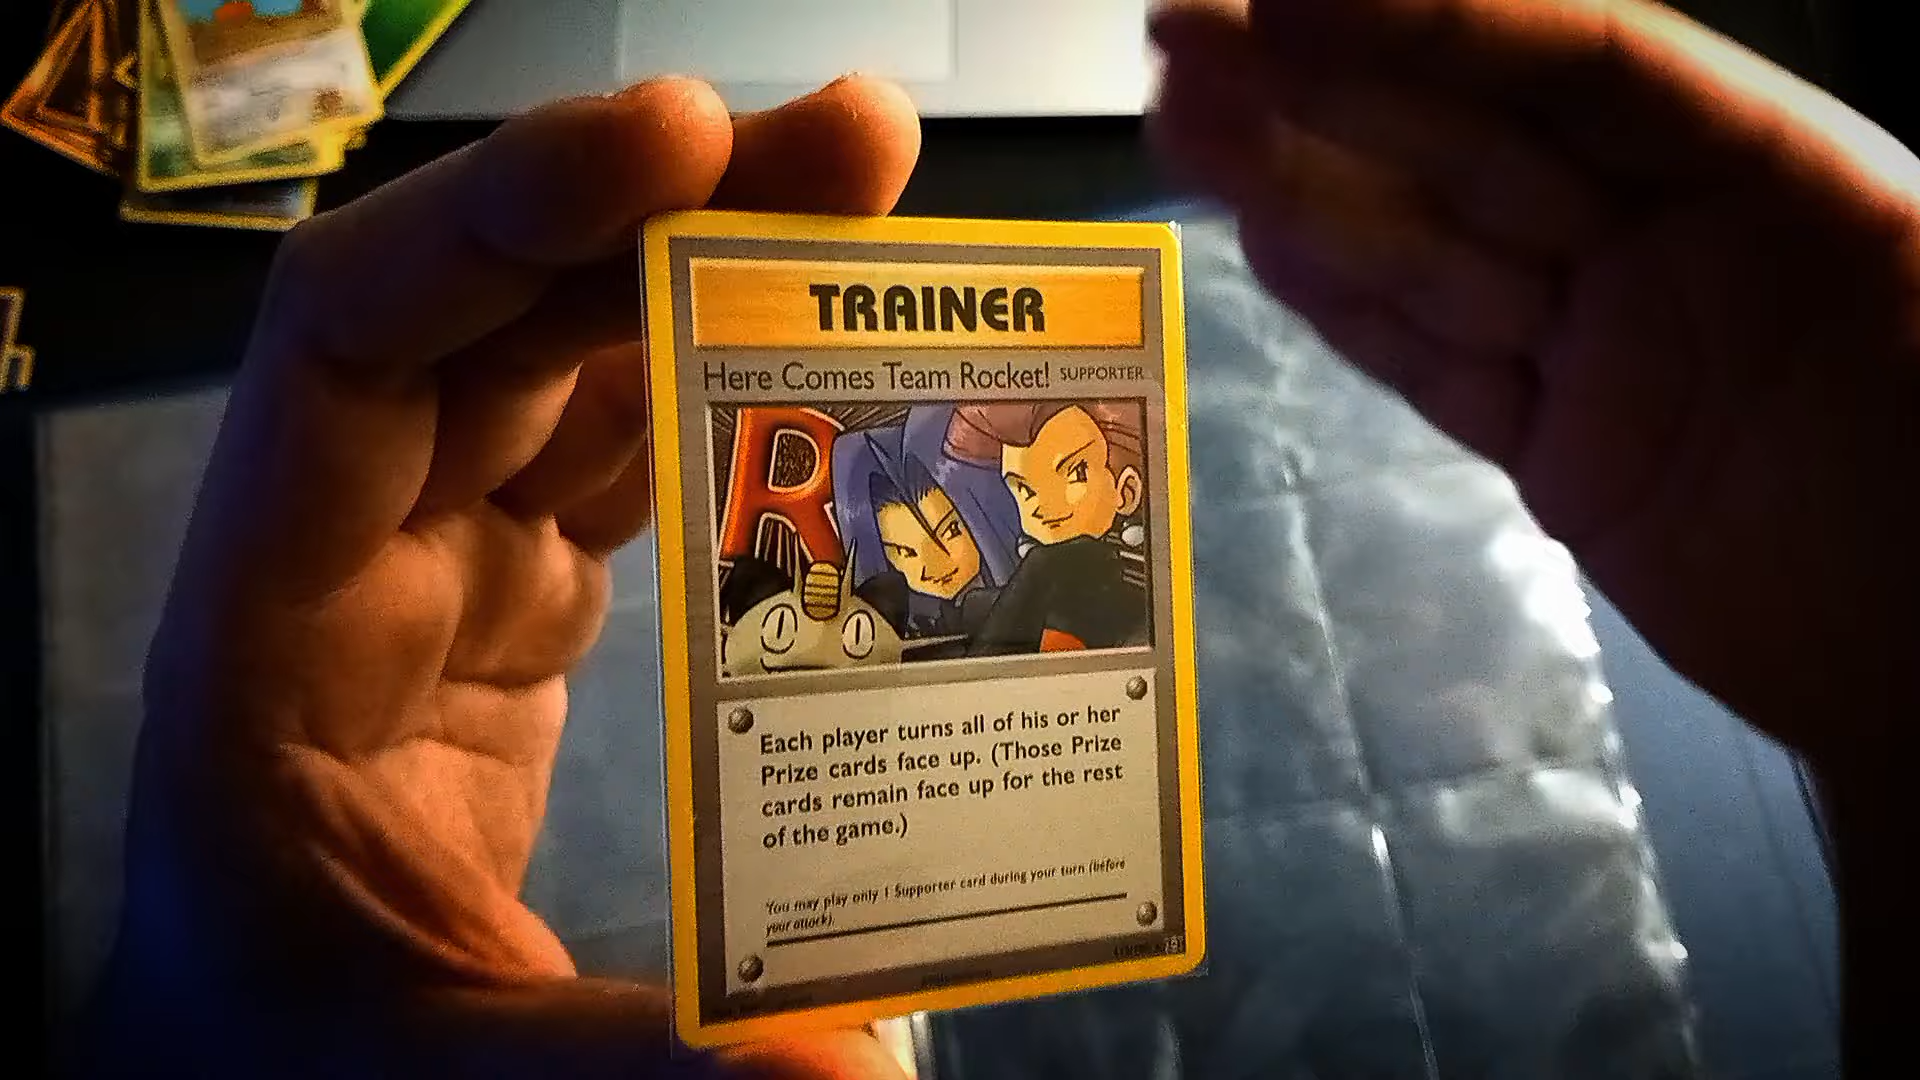 TRAINER
Here Comes Team Rocket! SUPPORTER
R
Each player turns all of his or her
Prize cards face up. (Those Prize
cards remain face up for the rest
of the game.)
You may play only 1 Supporter card during your turn (before
your attack).